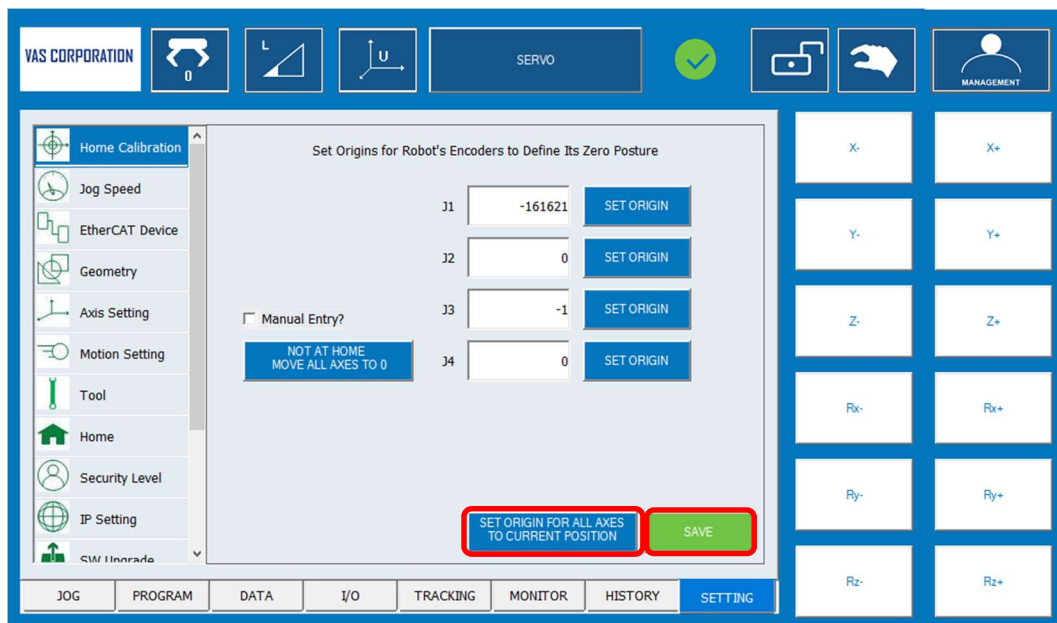 VAS CORPORATION
0
L
U
SERVO
MANAGEMENT
Home Calibration
Jog Speed
EtherCAT Device
Geometry
Axis Setting
Motion Setting
Tool
Home
Security Level
IP Setting
SW Upgrade
Set Origins for Robot's Encoders to Define Its Zero Posture
J1 -161621 SET ORIGIN
J2 0 SET ORIGIN
J3 -1 SET ORIGIN
Manual Entry?
NOT AT HOME
MOVE ALL AXES TO 0
J4 0 SET ORIGIN
SET ORIGIN FOR ALL AXES
TO CURRENT POSITION
SAVE
X- X+
Y- Y+
Z- Z+
Rx- Rx+
Ry- Ry+
Rz- Rz+
JOG PROGRAM DATA I/O TRACKING MONITOR HISTORY SETTING